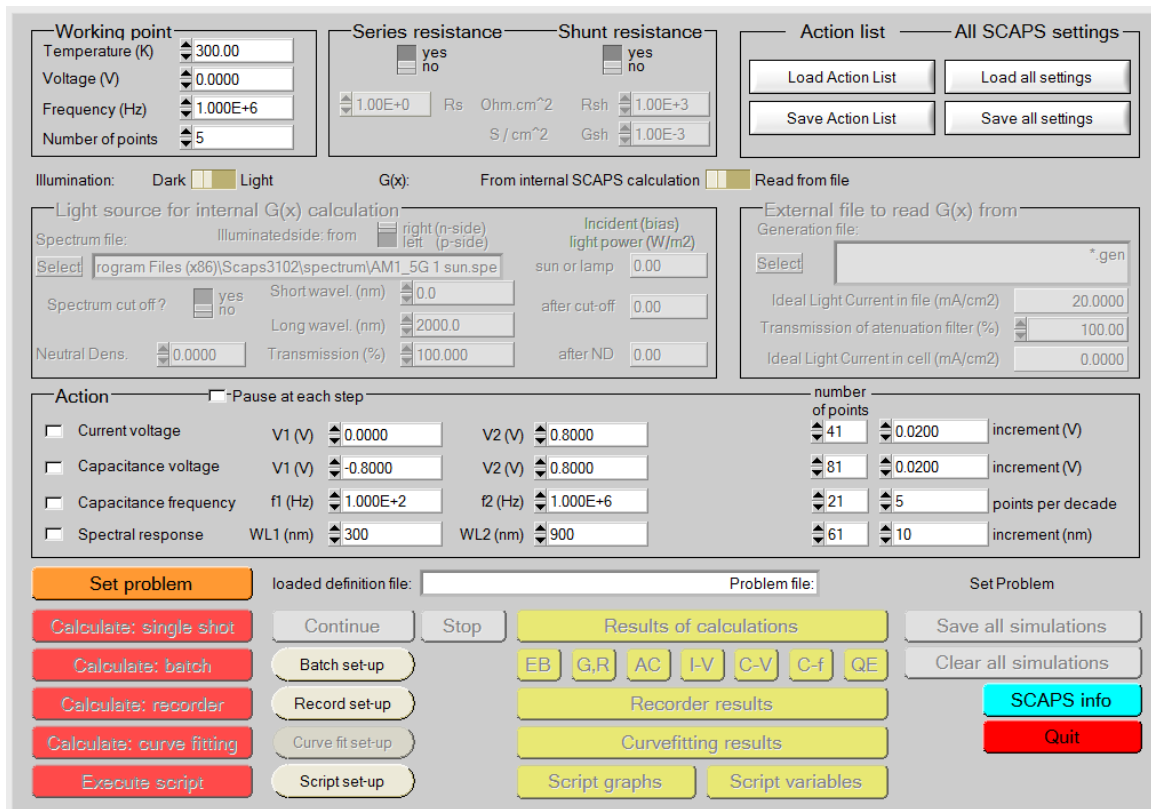 Working point
Temperature (K) 300.00
Voltage (V) 0.0000
Frequency (Hz) 1.000E+6
Number of points 5
Series resistance
yes
no
1.00E+0 Rs Ohm.cm^2
S / cm^2
Shunt resistance
yes
no
Rsh 1.00E+3
Gsh 1.00E-3
Action list
All SCAPS settings
Load Action List
Load all settings
Save Action List
Save all settings
Illumination: Dark Light G(x): From internal SCAPS calculation Read from file
Light source for internal G(x) calculation
Spectrum file: Illuminatedside: from right (n-side)
left (p-side)
Incident (bias)
light power (W/m2)
Select rogram Files (x86)\Scaps3102\spectrum\AM1_5G 1 sun.spe sun or lamp 0.00
Spectrum cut off ? yes
no
Short wavel. (nm) 0.0
Long wavel. (nm) 2000.0
after cut-off 0.00
Neutral Dens. 0.0000 Transmission (%) 100.000 after ND 0.00
External file to read G(x) from
Generation file:
Select *.gen
Ideal Light Current in file (mA/cm2) 20.0000
Transmission of atenuation filter (%) 100.00
Ideal Light Current in cell (mA/cm2) 0.0000
Action Pause at each step
number
of points
Current voltage V1 (V) 0.0000 V2 (V) 0.8000 41 0.0200 increment (V)
Capacitance voltage V1 (V) -0.8000 V2 (V) 0.8000 81 0.0200 increment (V)
Capacitance frequency f1 (Hz) 1.000E+2 f2 (Hz) 1.000E+6 21 5 points per decade
Spectral response WL1 (nm) 300 WL2 (nm) 900 61 10 increment (nm)
Set problem loaded definition file: Problem file: Set Problem
Calculate: single shot Continue Stop Results of calculations Save all simulations
Calculate: batch Batch set-up EB G,R AC I-V C-V C-f QE Clear all simulations
Calculate: recorder Record set-up Recorder results SCAPS info
Calculate: curve fitting Curve fit set-up Curvefitting results Quit
Execute script Script set-up Script graphs Script variables